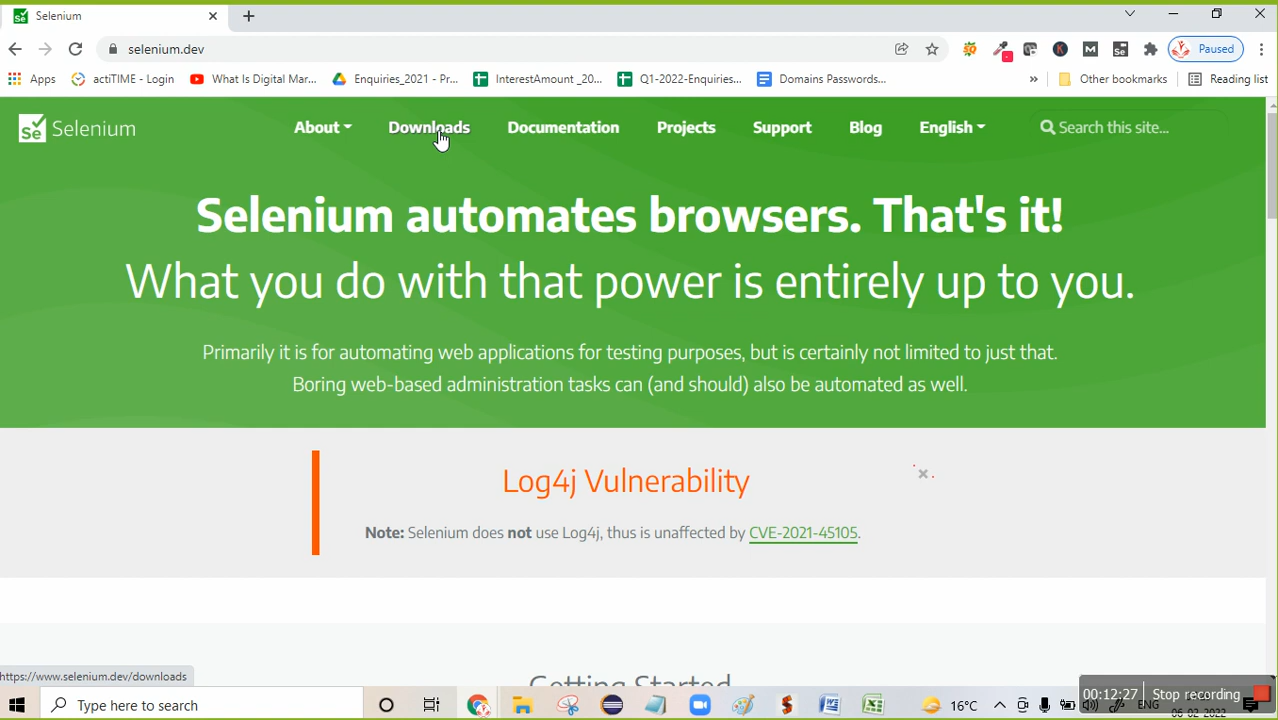 Selenium
selenium.dev
Paused
Apps
actiTIME - Login
What Is Digital Mar...
Enquiries_2021 - Pr...
InterestAmount _20...
Q1-2022-Enquiries...
Domains Passwords...
»
Other bookmarks
Reading list
Se Selenium
About
Downloads
Documentation
Projects
Support
Blog
English
Search this site...
Selenium automates browsers. That's it!
What you do with that power is entirely up to you.
Primarily it is for automating web applications for testing purposes, but is certainly not limited to just that.
Boring web-based administration tasks can (and should) also be automated as well.
Log4j Vulnerability
Note: Selenium does not use Log4j, thus is unaffected by CVE-2021-45105.
Getting Started
https://www.selenium.dev/downloads
Type here to search
16°C
00:12:27
Stop recording
ENG
06-02-2022